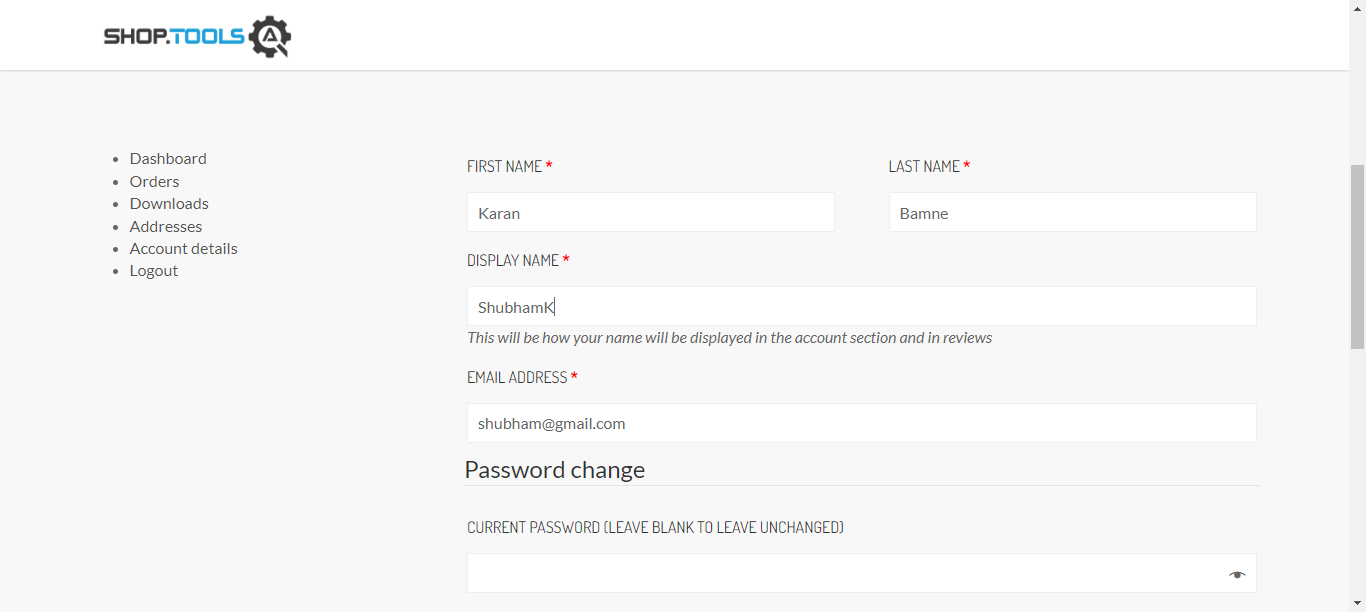 SHOP.TOOLS
Dashboard
Orders
Downloads
Addresses
Account details
Logout
FIRST NAME *
LAST NAME *
Karan
Bamne
DISPLAY NAME *
ShubhamK
This will be how your name will be displayed in the account section and in reviews
EMAIL ADDRESS *
shubham@gmail.com
Password change
CURRENT PASSWORD (LEAVE BLANK TO LEAVE UNCHANGED)